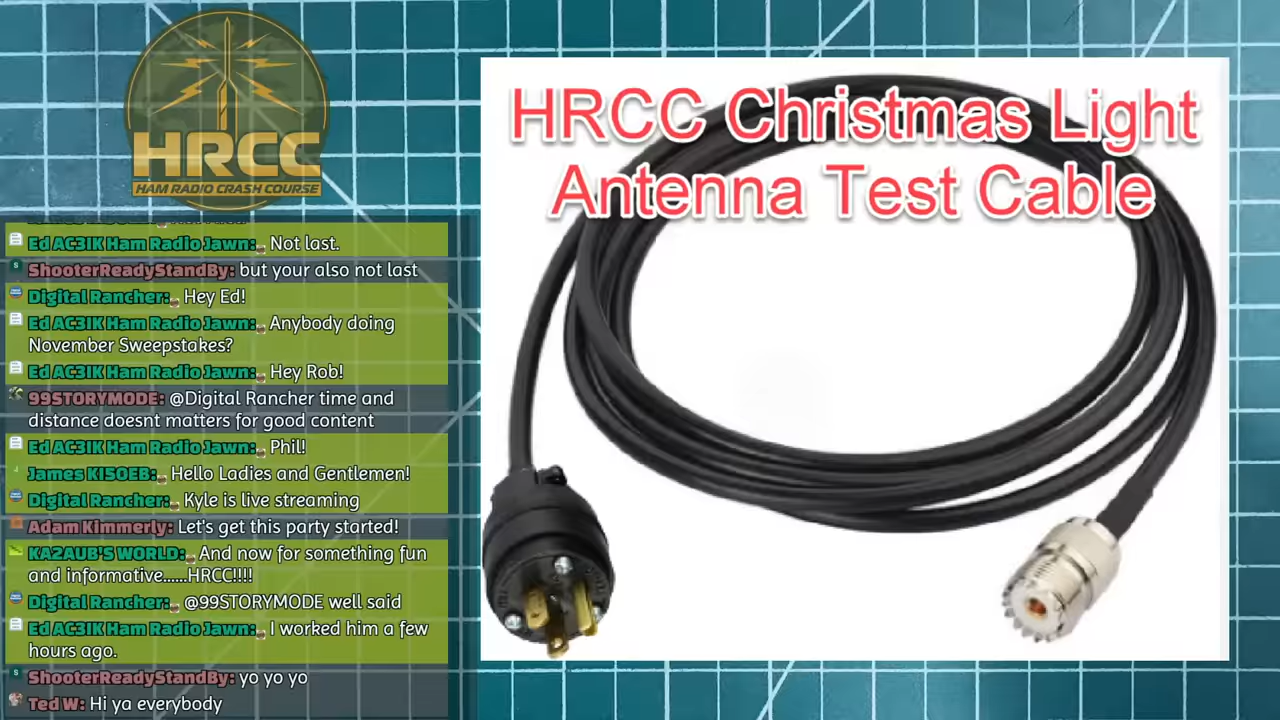 HRCC
HAM RADIO CRASH COURSE
Ed AC3IK Ham Radio Jawn: Not last.
ShooterReadyStandBy: but your also not last
Digital Rancher: Hey Ed!
Ed AC3IK Ham Radio Jawn: Anybody doing
November Sweepstakes?
Ed AC3IK Ham Radio Jawn: Hey Rob!
99STORYMODE: @Digital Rancher time and
distance doesnt matters for good content
Ed AC3IK Ham Radio Jawn: Phil!
James KI5OEB: Hello Ladies and Gentlemen!
Digital Rancher: Kyle is live streaming
Adam Kimmerly: Let's get this party started!
KA2AUB'S WORLD: And now for something fun
and informative......HRCC!!!!
Digital Rancher: @99STORYMODE well said
Ed AC3IK Ham Radio Jawn: I worked him a few
hours ago.
ShooterReadyStandBy: yo yo yo
Ted W: Hi ya everybody
HRCC Christmas Light
Antenna Test Cable